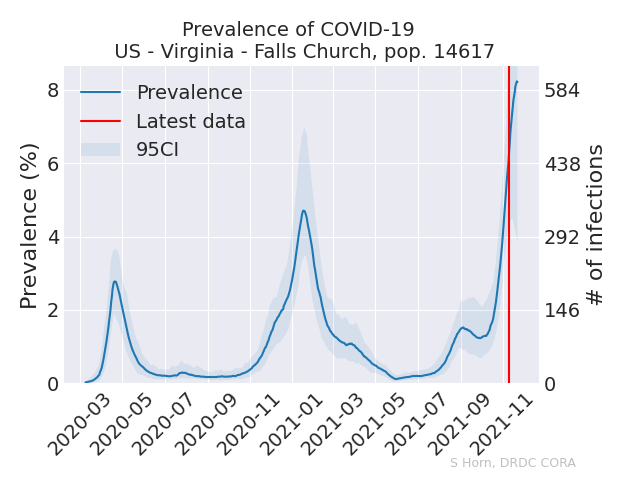 Prevalence of COVID-19
US - Virginia - Falls Church, pop. 14617
Prevalence
Latest data
95CI
Prevalence (%)
8
6
4
2
0
584
438
292
146
0
# of infections
2020-03
2020-05
2020-07
2020-09
2020-11
2021-01
2021-03
2021-05
2021-07
2021-09
2021-11
S Horn, DRDC CORA